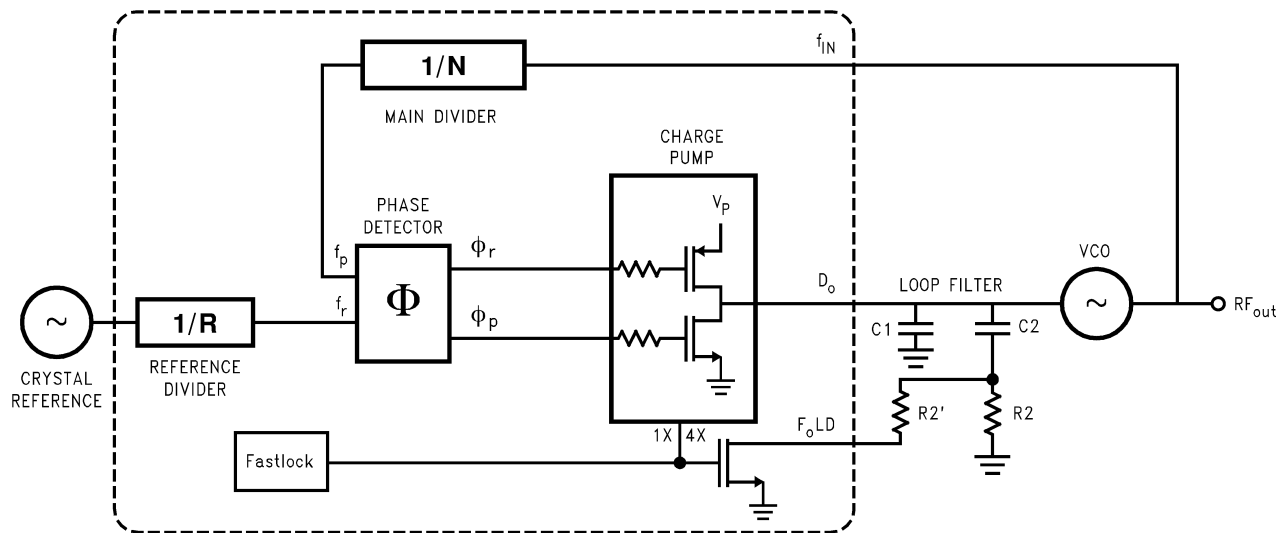 1/N
f_IN
MAIN DIVIDER
CHARGE
PUMP
V_P
PHASE
DETECTOR
f_p
f_r
Φ
ϕ_r
ϕ_p
D_o
LOOP FILTER
VCO
~
RF_out
C1
C2
~
1/R
CRYSTAL
REFERENCE
REFERENCE
DIVIDER
R2'
R2
1X
4X
F_oLD
Fastlock